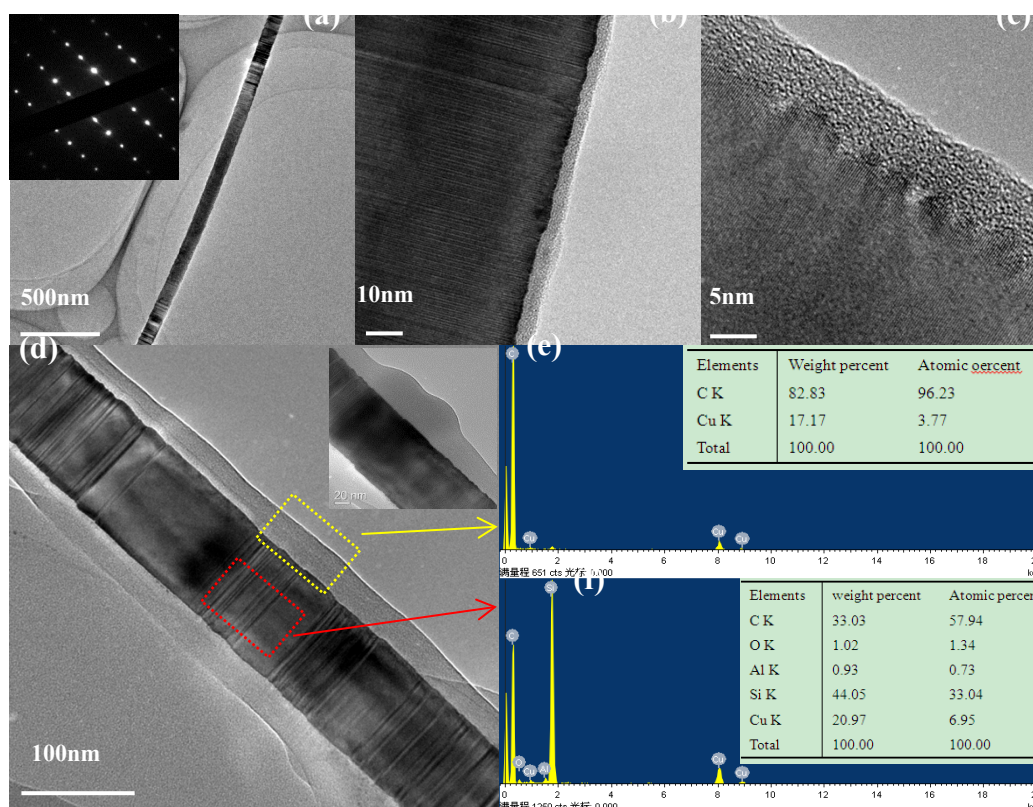 (a)
(b)
(c)
500nm
10nm
5nm
(d)
20 nm
100nm
(e)
C
Cu
Cu
Cu
Elements Weight percent Atomic oercent
C K 82.83 96.23
Cu K 17.17 3.77
Total 100.00 100.00
0 2 4 6 8 10 12 14 16 18
满量程 651 cts 光标: 0.000
Si
C
O
Cu
Al
Cu
Cu
Elements weight percent Atomic percen
C K 33.03 57.94
O K 1.02 1.34
Al K 0.93 0.73
Si K 44.05 33.04
Cu K 20.97 6.95
Total 100.00 100.00
0 2 4 6 8 10 12 14 16 18
满量程 1260 cts 光标: 0.000